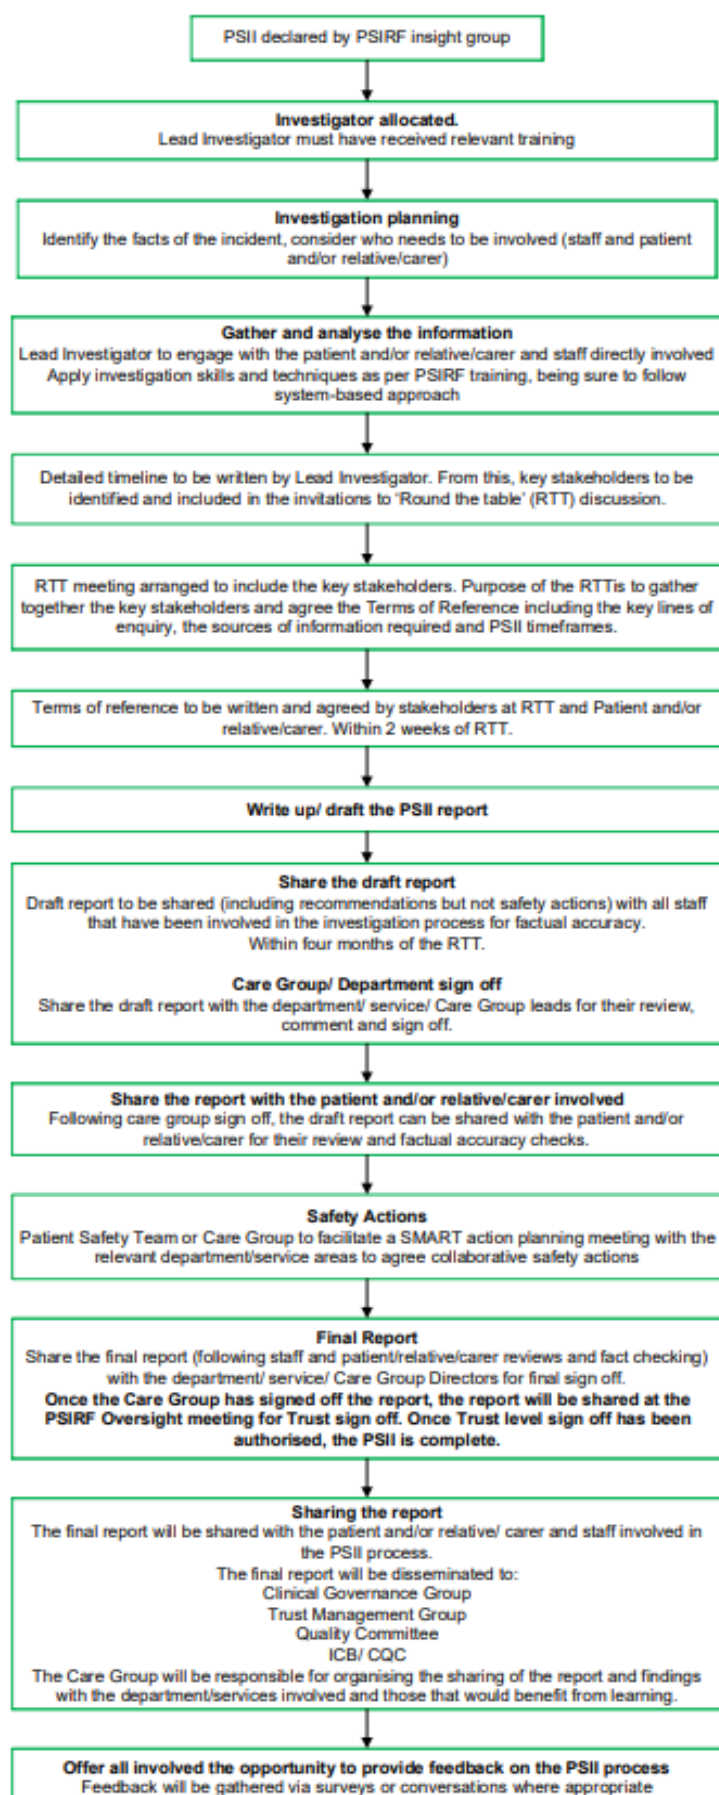 PSII declared by PSIRF insight group
Investigator allocated.
Lead Investigator must have received relevant training
Investigation planning
Identify the facts of the incident, consider who needs to be involved (staff and patient
and/or relative/carer)
Gather and analyse the information
Lead Investigator to engage with the patient and/or relative/carer and staff directly involved
Apply investigation skills and techniques as per PSIRF training, being sure to follow
system-based approach
Detailed timeline to be written by Lead Investigator. From this, key stakeholders to be
identified and included in the invitations to ‘Round the table’ (RTT) discussion.
RTT meeting arranged to include the key stakeholders. Purpose of the RTTis to gather
together the key stakeholders and agree the Terms of Reference including the key lines of
enquiry, the sources of information required and PSII timeframes.
Terms of reference to be written and agreed by stakeholders at RTT and Patient and/or
relative/carer. Within 2 weeks of RTT.
Write up/ draft the PSII report
Share the draft report
Draft report to be shared (including recommendations but not safety actions) with all staff
that have been involved in the investigation process for factual accuracy.
Within four months of the RTT.
Care Group/ Department sign off
Share the draft report with the department/ service/ Care Group leads for their review,
comment and sign off.
Share the report with the patient and/or relative/carer involved
Following care group sign off, the draft report can be shared with the patient and/or
relative/carer for their review and factual accuracy checks.
Safety Actions
Patient Safety Team or Care Group to facilitate a SMART action planning meeting with the
relevant department/service areas to agree collaborative safety actions
Final Report
Share the final report (following staff and patient/relative/carer reviews and fact checking)
with the department/ service/ Care Group Directors for final sign off.
Once the Care Group has signed off the report, the report will be shared at the
PSIRF Oversight meeting for Trust sign off. Once Trust level sign off has been
authorised, the PSII is complete.
Sharing the report
The final report will be shared with the patient and/or relative/ carer and staff involved in
the PSII process.
The final report will be disseminated to:
Clinical Governance Group
Trust Management Group
Quality Committee
ICB/ CQC
The Care Group will be responsible for organising the sharing of the report and findings
with the department/services involved and those that would benefit from learning.
Offer all involved the opportunity to provide feedback on the PSII process
Feedback will be gathered via surveys or conversations where appropriate